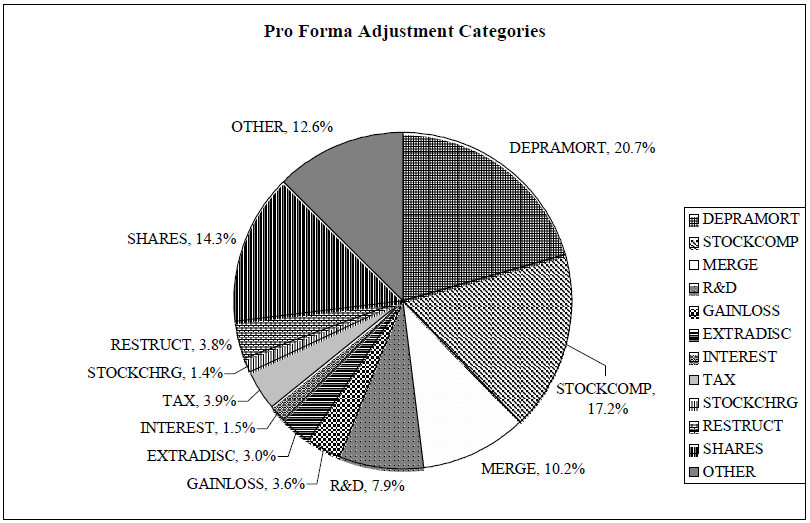 Pro Forma Adjustment Categories
OTHER, 12.6%
DEPRAMORT, 20.7%
SHARES, 14.3%
RESTRUCT, 3.8%
STOCKCHRG, 1.4%
TAX, 3.9%
INTEREST, 1.5%
EXTRADISC, 3.0%
GAINLOSS, 3.6%
R&D, 7.9%
MERGE, 10.2%
STOCKCOMP,
17.2%
DEPRAMORT
STOCKCOMP
MERGE
R&D
GAINLOSS
EXTRADISC
INTEREST
TAX
STOCKCHRG
RESTRUCT
SHARES
OTHER